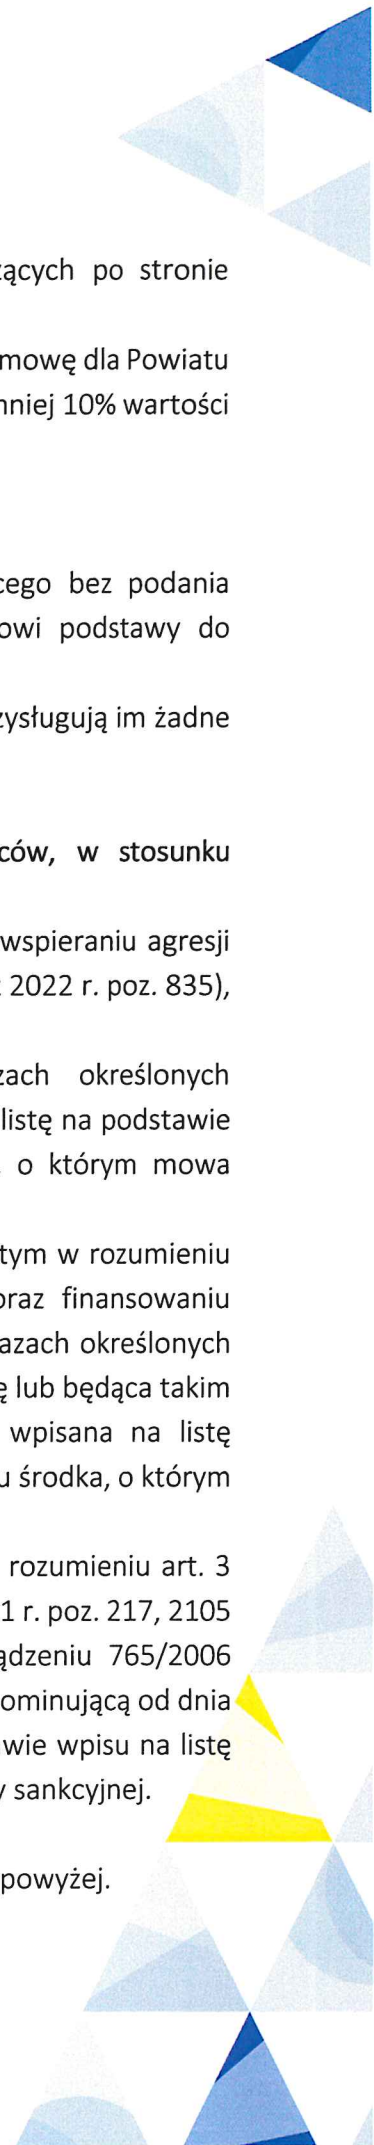 ących po stronie
mowę dla Powiatu
nniej 10% wartości
cego bez podania
owi podstawy do
zysługują im żadne
ców, w stosunku
wspieraniu agresji
z 2022 r. poz. 835),
zach określonych
listę na podstawie
o którym mowa
tym w rozumieniu
oraz finansowaniu
azach określonych
ę lub będąca takim
wpisana na listę
u środka, o którym
rozumieniu art. 3
1 r. poz. 217, 2105
ządzeniu 765/2006
ominującą od dnia
wie wpisu na listę
y sankcyjnej.
powyżej.